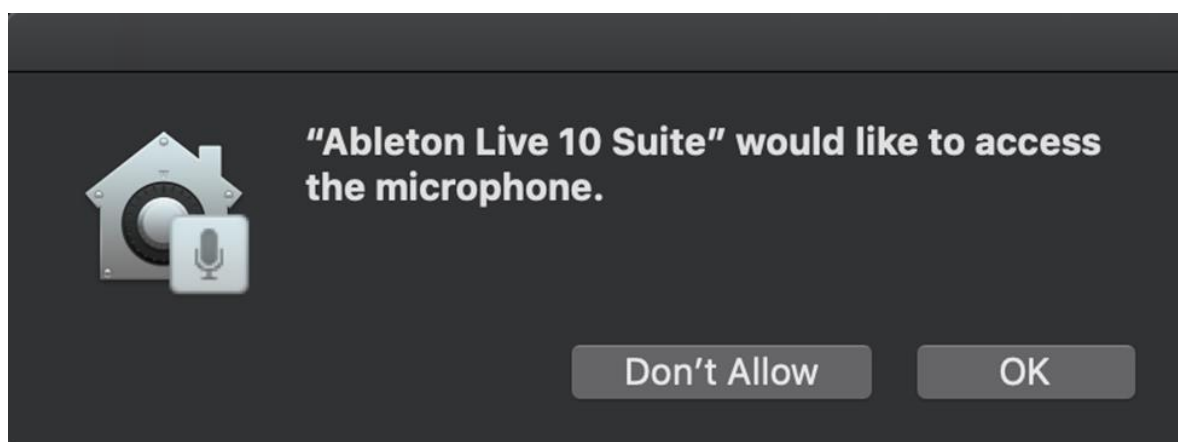 “Ableton Live 10 Suite” would like to access
the microphone.
Don’t Allow
OK